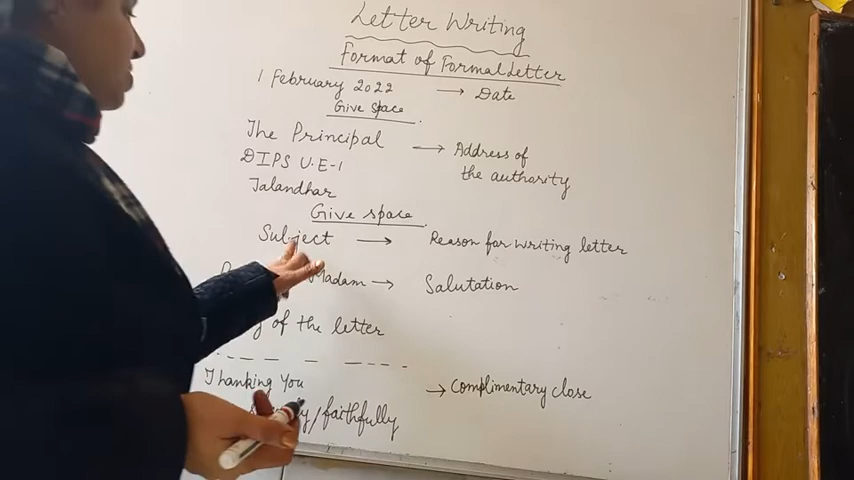 Letter Writing
Format of Formal Letter
1 February 2022 → Date
Give space
The Principal → Address of
DIPS U.E-1 the authority
Jalandhar
Give space
Subject → Reason for writing letter
Madam → Salutation
of the letter
Thanking You → Complimentary close
/faithfully